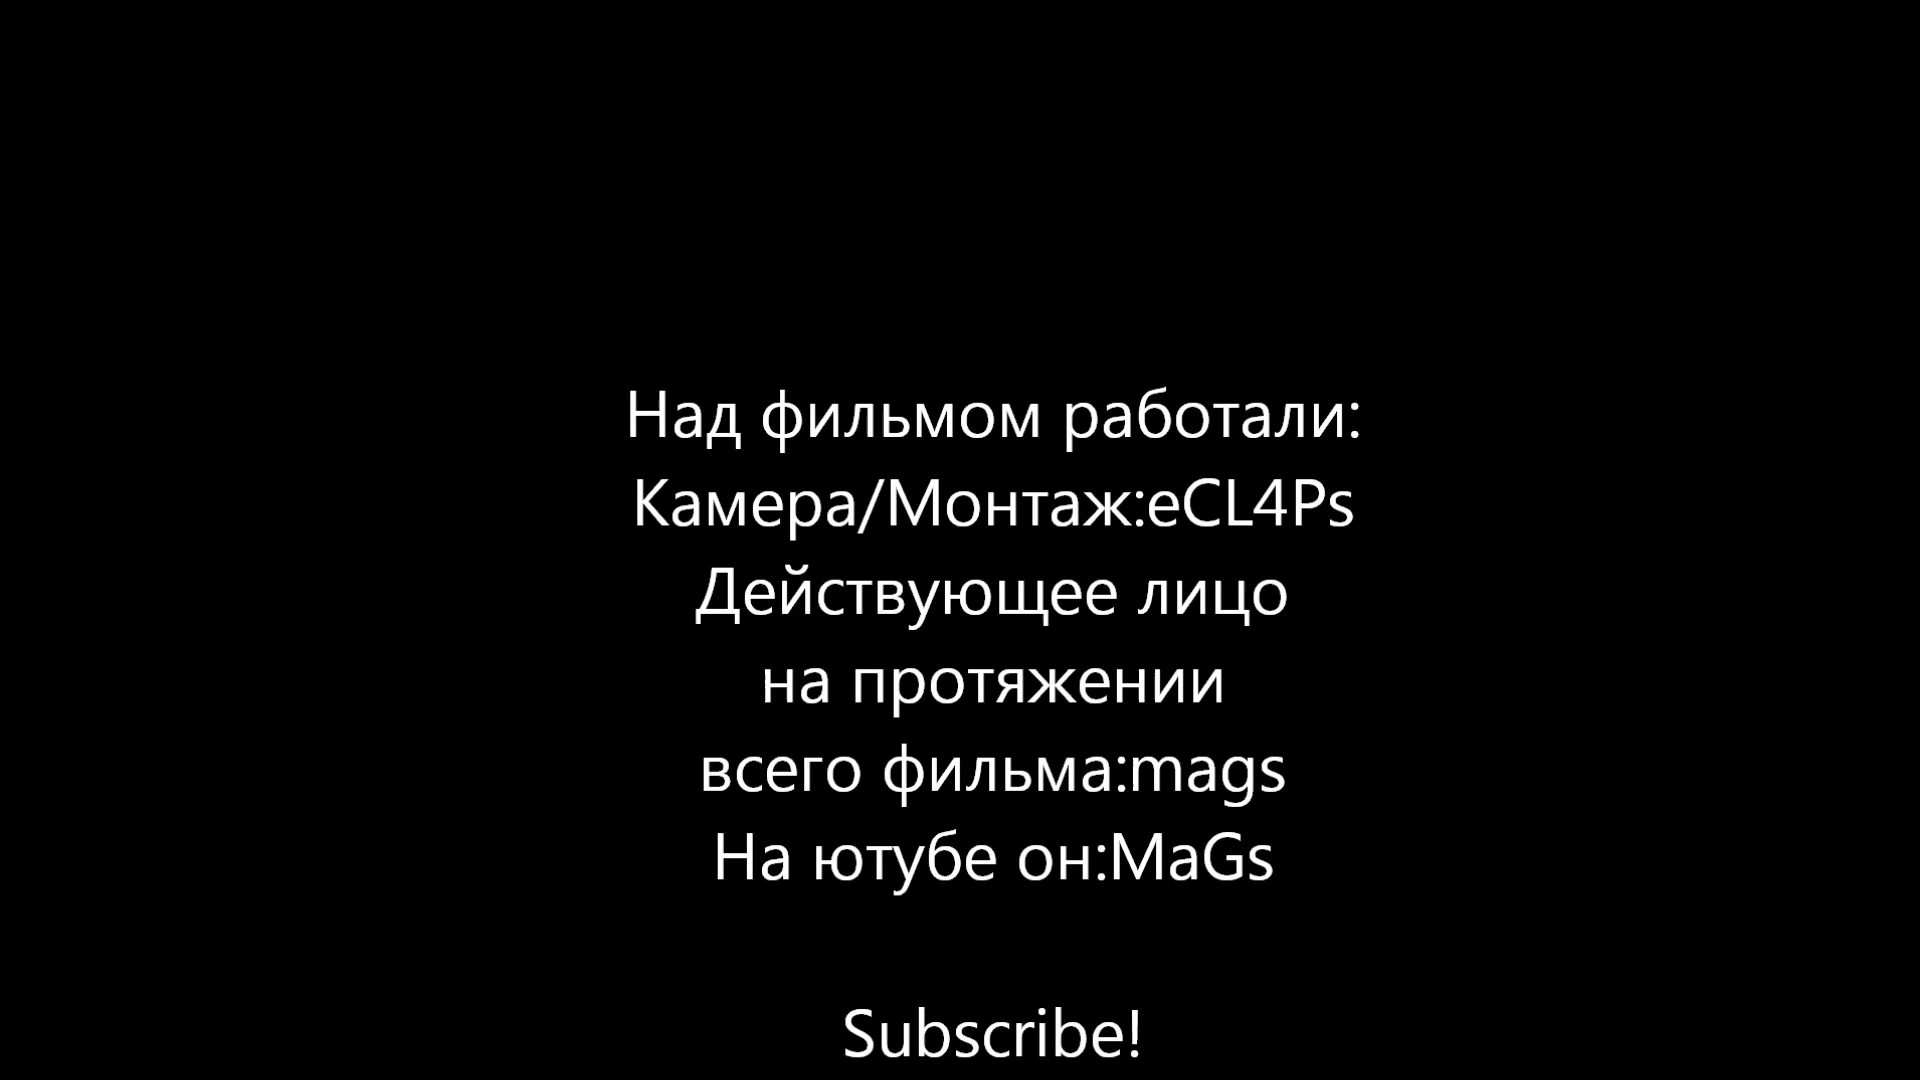 Над фильмом работали:
Камера/Монтаж:eCL4Ps
Действующее лицо
на протяжении
всего фильма:mags
На ютубе он:MaGs
Subscribe!